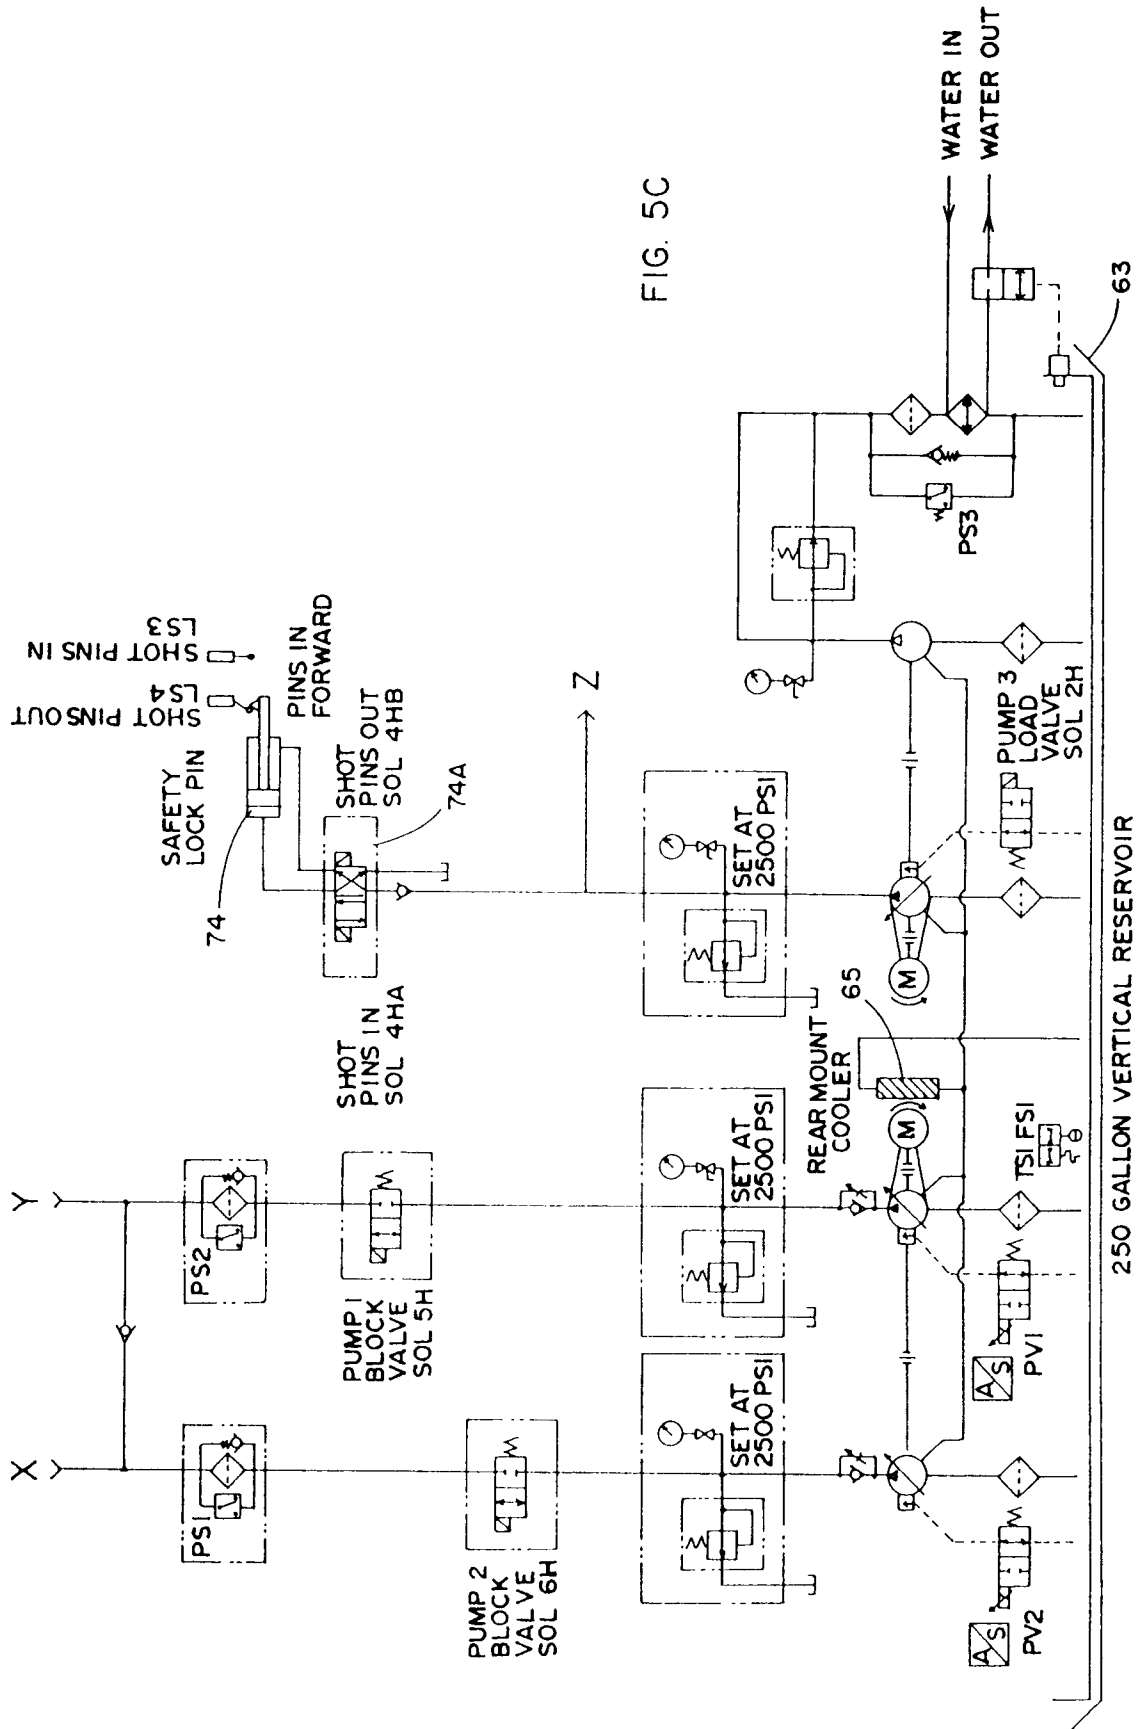 X
Y
PS1
PS2
PUMP 2
BLOCK
VALVE
SOL 6H
PUMP 1
BLOCK
VALVE
SOL 5H
SHOT
PINS IN
SOL 4HA
74
SAFETY
LOCK PIN
SHOT PINS OUT
LS4
SHOT PINS IN
LS3
PINS IN
FORWARD
SHOT
PINS OUT
SOL 4HB
74A
Z
FIG. 5C
SET AT
2500 PSI
SET AT
2500 PSI
SET AT
2500 PSI
REAR MOUNT
COOLER
65
M
M
A/S
PV2
A/S
PV1
TS1 FS1
PUMP 3
LOAD
VALVE
SOL 2H
PS3
WATER IN
WATER OUT
63
250 GALLON VERTICAL RESERVOIR